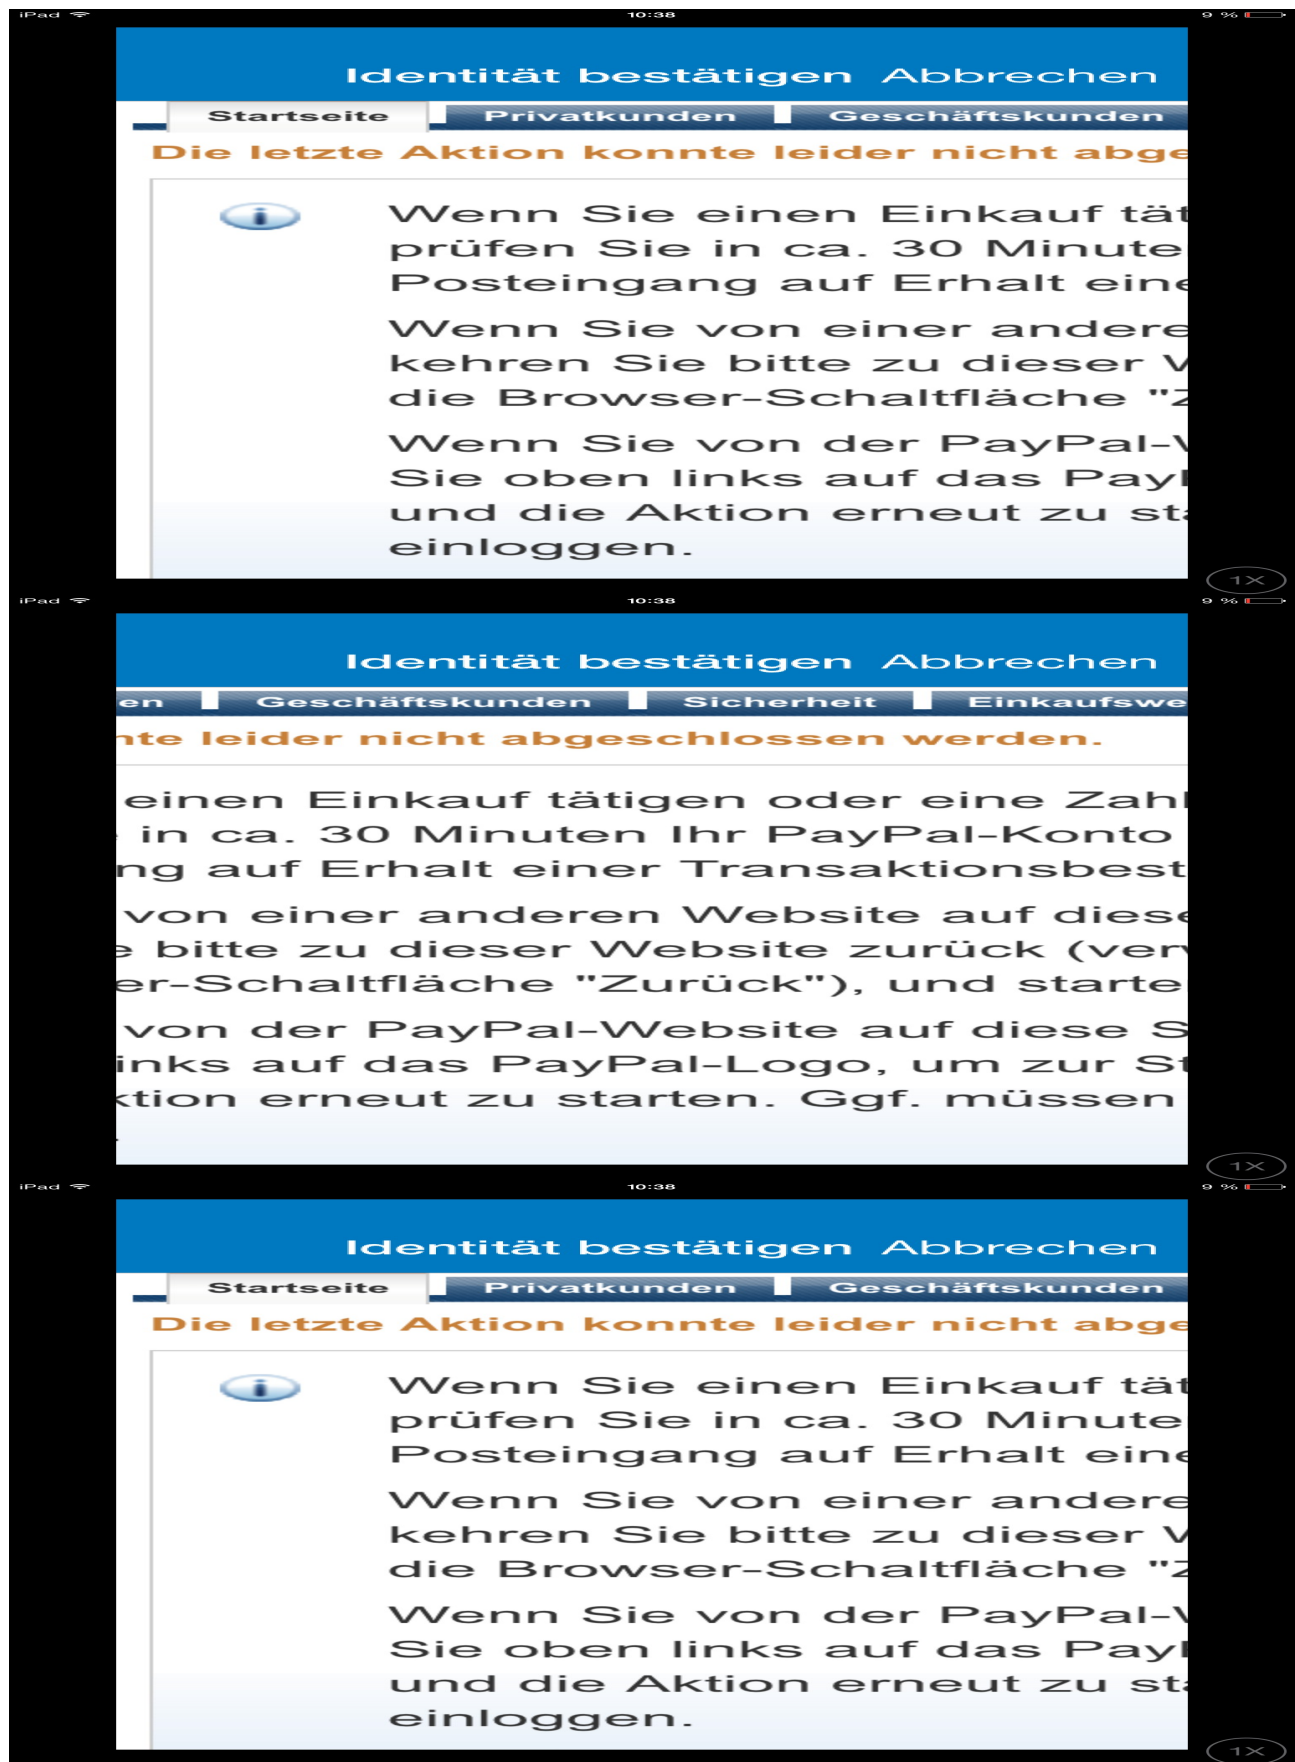 iPad 10:38 9 %
Identität bestätigen Abbrechen
Startseite Privatkunden Geschäftskunden
Die letzte Aktion konnte leider nicht abge
Wenn Sie einen Einkauf tät
prüfen Sie in ca. 30 Minute
Posteingang auf Erhalt eine
Wenn Sie von einer andere
kehren Sie bitte zu dieser
die Browser-Schaltfläche "Z
Wenn Sie von der PayPal-
Sie oben links auf das Pay
und die Aktion erneut zu sta
einloggen.
1X
iPad 10:38 9 %
Identität bestätigen Abbrechen
en Geschäftskunden Sicherheit Einkaufswe
nte leider nicht abgeschlossen werden.
einen Einkauf tätigen oder eine Zahl
in ca. 30 Minuten Ihr PayPal-Konto
ng auf Erhalt einer Transaktionsbest
von einer anderen Website auf diese
e bitte zu dieser Website zurück (ver
er-Schaltfläche "Zurück"), und starte
von der PayPal-Website auf diese S
inks auf das PayPal-Logo, um zur St
ktion erneut zu starten. Ggf. müssen
.
1X
iPad 10:38 9 %
Identität bestätigen Abbrechen
Startseite Privatkunden Geschäftskunden
Die letzte Aktion konnte leider nicht abge
Wenn Sie einen Einkauf tät
prüfen Sie in ca. 30 Minute
Posteingang auf Erhalt eine
Wenn Sie von einer andere
kehren Sie bitte zu dieser
die Browser-Schaltfläche "Z
Wenn Sie von der PayPal-
Sie oben links auf das Pay
und die Aktion erneut zu sta
einloggen.
1X